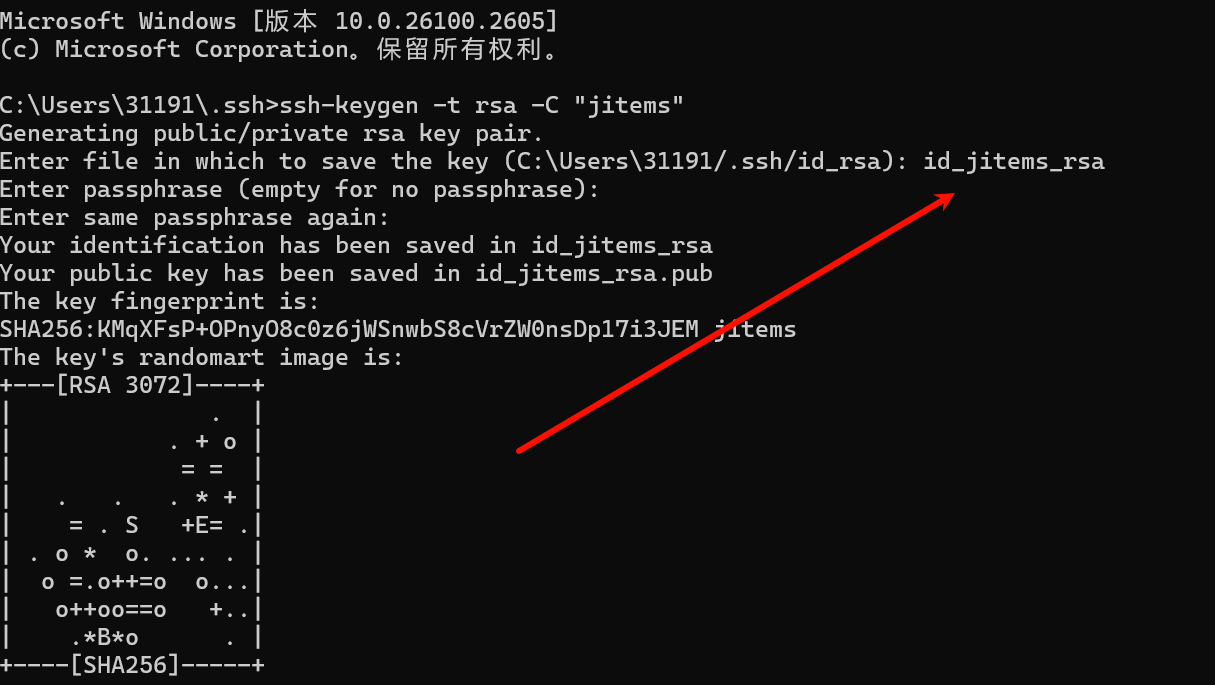 Microsoft Windows [版本 10.0.26100.2605]
(c) Microsoft Corporation。保留所有权利。
C:\Users\31191\.ssh>ssh-keygen -t rsa -C "jitems"
Generating public/private rsa key pair.
Enter file in which to save the key (C:\Users\31191/.ssh/id_rsa): id_jitems_rsa
Enter passphrase (empty for no passphrase):
Enter same passphrase again:
Your identification has been saved in id_jitems_rsa
Your public key has been saved in id_jitems_rsa.pub
The key fingerprint is:
SHA256:KMqXFsP+OPnyO8c0z6jWSnwbS8cVrZW0nsDp17i3JEM jitems
The key's randomart image is:
+---[RSA 3072]----+
|               .  |
|            . + o |
|             = =  |
|    .   .   . * + |
|     = . S   +E= .|
| . o *  o. ... . |
|  o =.o++=o  o...|
|   o++oo==o   +..|
|    .*B*o      . |
+----[SHA256]-----+